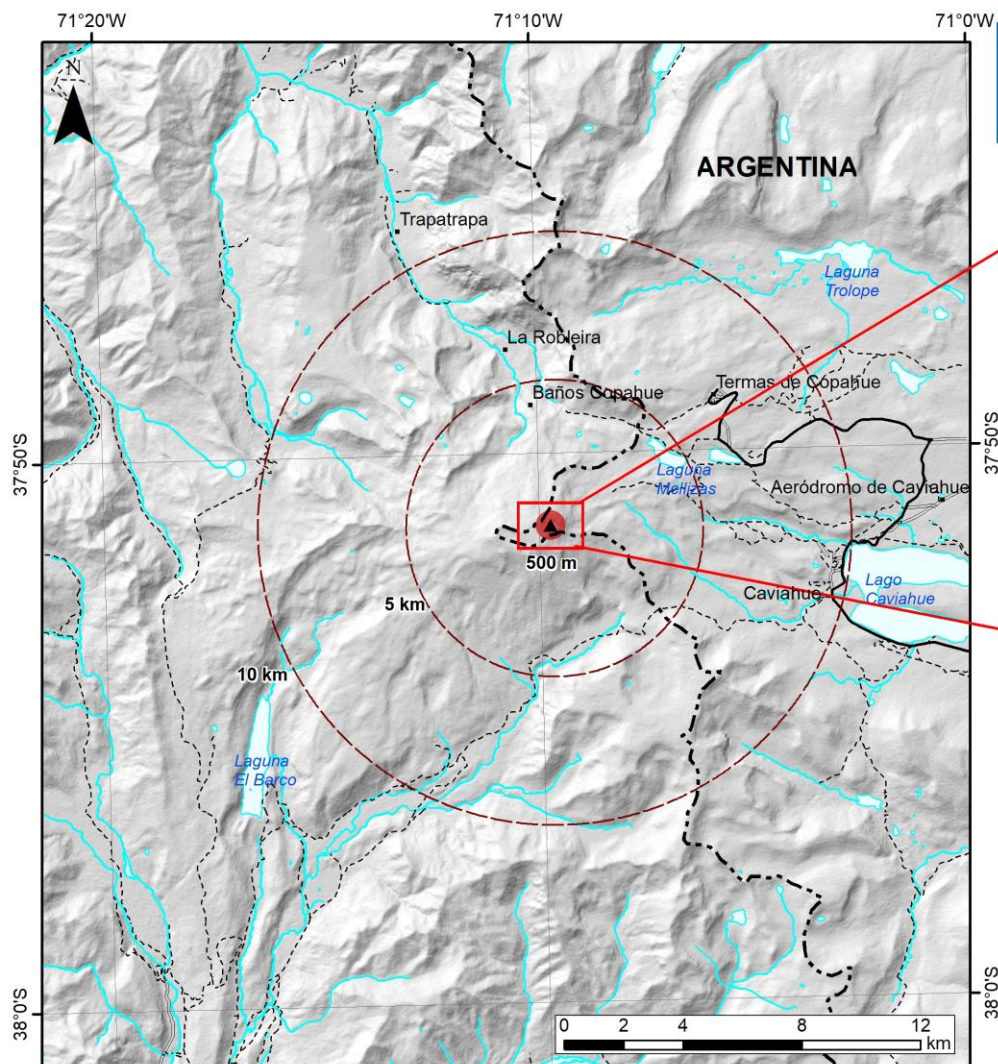 71°20'W
71°10'W
71°0'W
N
ARGENTINA
Trapatrapa
Laguna
Trolope
La Robleira
Termas de Copahue
Baños Copahue
37°50'S
37°50'S
Laguna
Mellizas
Aeródromo de Caviahue
500 m
Lago
Caviahue
Caviahue
5 km
10 km
Laguna
El Barco
38°0'S
38°0'S
0 2 4 8 12
km